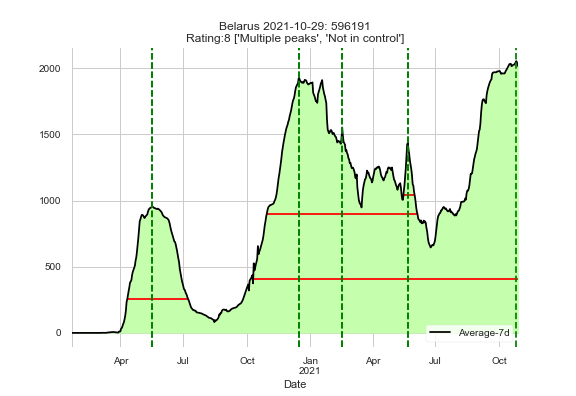 Belarus 2021-10-29: 596191
Rating:8 ['Multiple peaks', 'Not in control']
2000
1500
1000
500
0
Average-7d
Apr Jul Oct Jan Apr Jul Oct
2021
Date